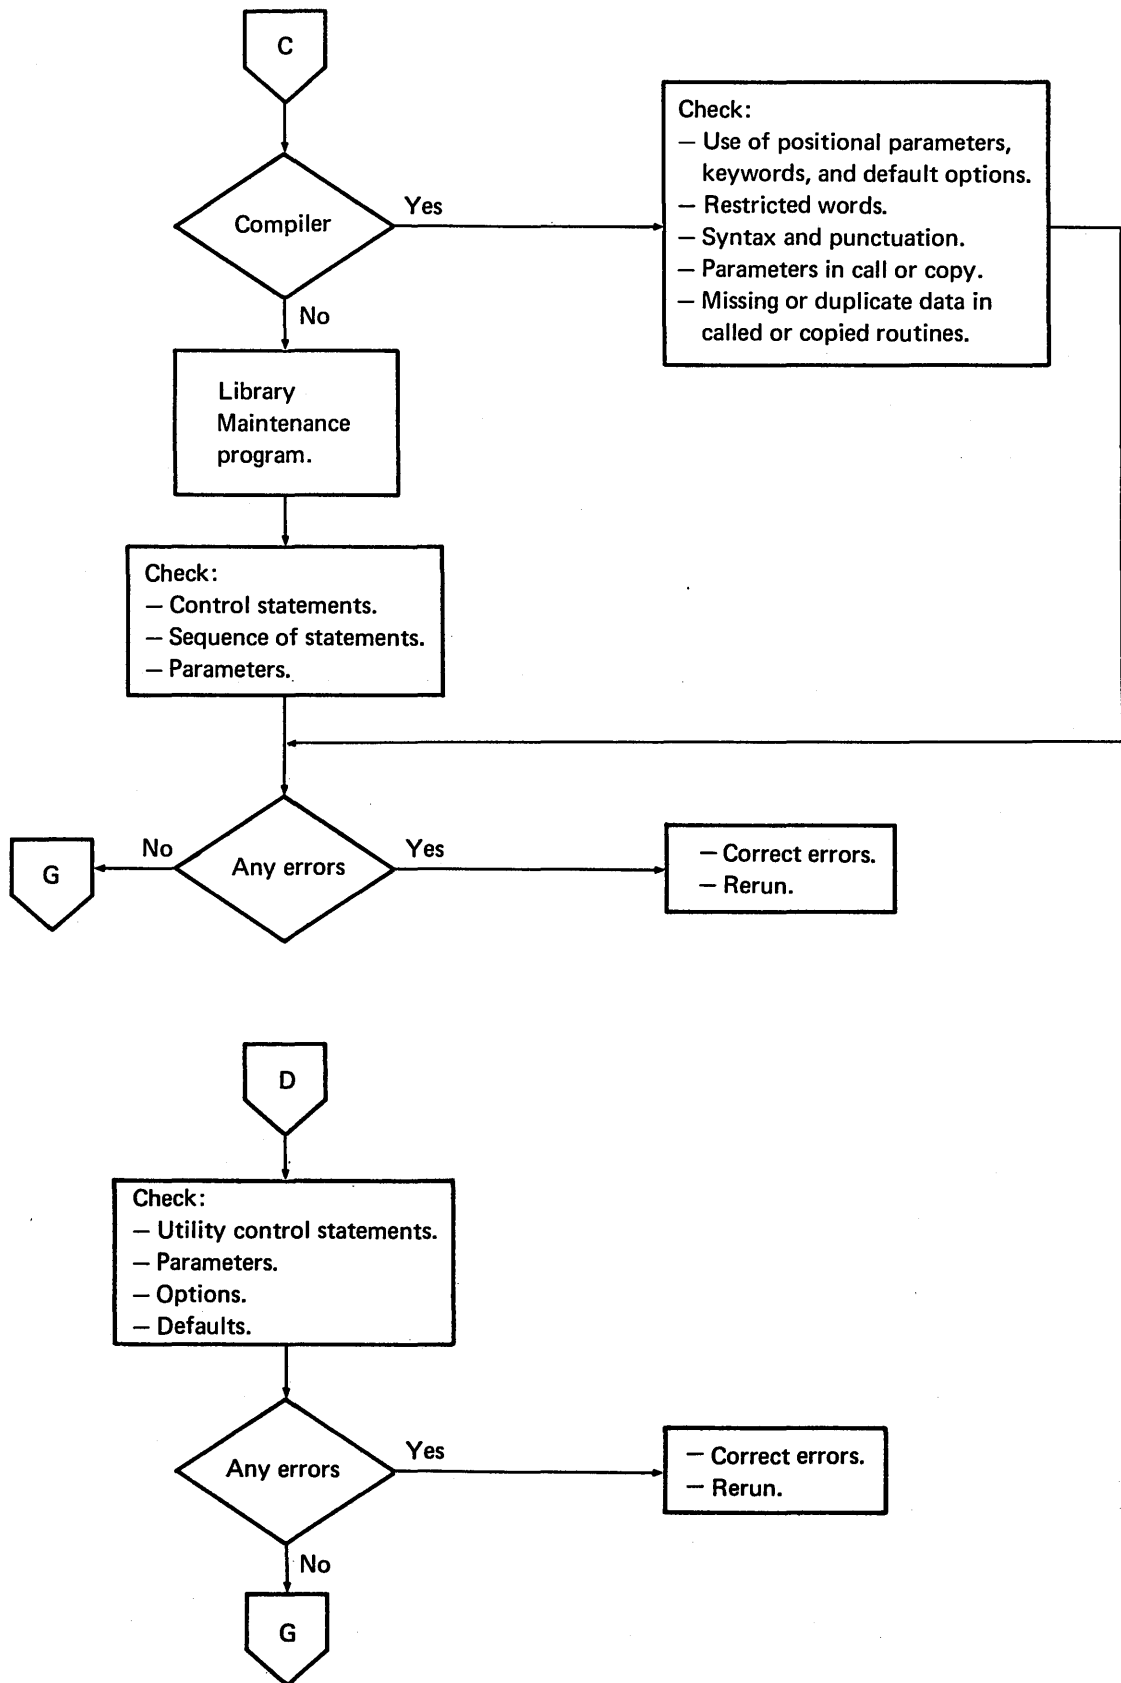 C
Compiler
Yes
No
Check:
— Use of positional parameters,
keywords, and default options.
— Restricted words.
— Syntax and punctuation.
— Parameters in call or copy.
— Missing or duplicate data in
called or copied routines.
Library
Maintenance
program.
Check:
— Control statements.
— Sequence of statements.
— Parameters.
Any errors
No
Yes
G
— Correct errors.
— Rerun.
D
Check:
— Utility control statements.
— Parameters.
— Options.
— Defaults.
Any errors
Yes
No
— Correct errors.
— Rerun.
G